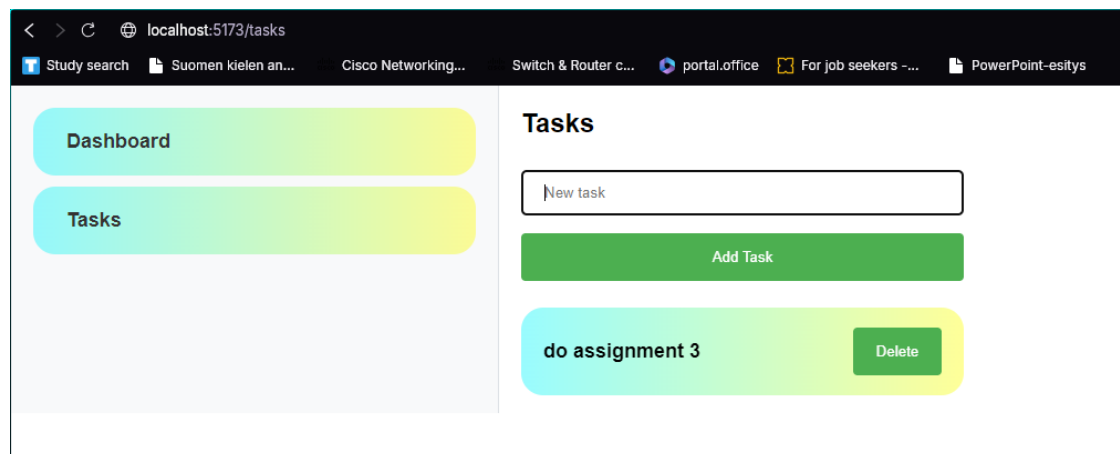 localhost:5173/tasks
Study search Suomen kielen an... Cisco Networking... Switch & Router c... portal.office For job seekers -... PowerPoint-esitys
Dashboard
Tasks
Tasks
New task
Add Task
do assignment 3 Delete